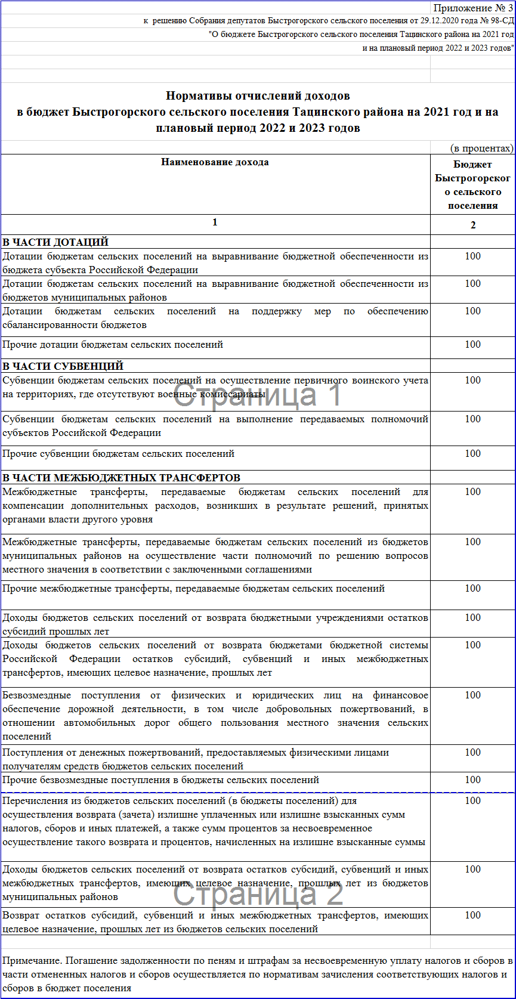 Приложение № 3
к решению Собрания депутатов Быстрогорского сельского поселения от 29.12.2020 года № 98-СД
"О бюджете Быстрогорского сельского поселения Тацинского района на 2021 год
и на плановый период 2022 и 2023 годов"
Нормативы отчислений доходов
в бюджет Быстрогорского сельского поселения Тацинского района на 2021 год и на
плановый период 2022 и 2023 годов
(в процентах)
Наименование дохода
Бюджет
Быстрогорског
о сельского
поселения
1
2
В ЧАСТИ ДОТАЦИЙ
Дотации бюджетам сельских поселений на выравнивание бюджетной обеспеченности из 100
бюджета субъекта Российской Федерации
Дотации бюджетам сельских поселений на выравнивание бюджетной обеспеченности из 100
бюджетов муниципальных районов
Дотации бюджетам сельских поселений на поддержку мер по обеспечению 100
сбалансированности бюджетов
Прочие дотации бюджетам сельских поселений 100
В ЧАСТИ СУБВЕНЦИЙ
Субвенции бюджетам сельских поселений на осуществление первичного воинского учета 100
на территориях, где отсутствуют военные комиссариаты
Страница 1
Субвенции бюджетам сельских поселений на выполнение передаваемых полномочий 100
субъектов Российской Федерации
Прочие субвенции бюджетам сельских поселений 100
В ЧАСТИ МЕЖБЮДЖЕТНЫХ ТРАНСФЕРТОВ
Межбюджетные трансферты, передаваемые бюджетам сельских поселений для 100
компенсации дополнительных расходов, возникших в результате решений, принятых
органами власти другого уровня
Межбюджетные трансферты, передаваемые бюджетам сельских поселений из бюджетов 100
муниципальных районов на осуществление части полномочий по решению вопросов
местного значения в соответствии с заключенными соглашениями
Прочие межбюджетные трансферты, передаваемые бюджетам сельских поселений 100
Доходы бюджетов сельских поселений от возврата бюджетными учреждениями остатков 100
субсидий прошлых лет
Доходы бюджетов сельских поселений от возврата бюджетами бюджетной системы 100
Российской Федерации остатков субсидий, субвенций и иных межбюджетных
трансфертов, имеющих целевое назначение, прошлых лет
Безвозмездные поступления от физических и юридических лиц на финансовое 100
обеспечение дорожной деятельности, в том числе добровольных пожертвований, в
отношении автомобильных дорог общего пользования местного значения сельских
поселений
Поступления от денежных пожертвований, предоставляемых физическими лицами 100
получателям средств бюджетов сельских поселений
Прочие безвозмездные поступления в бюджеты сельских поселений 100
Перечисления из бюджетов сельских поселений (в бюджеты поселений) для 100
осуществления возврата (зачета) излишне уплаченных или излишне взысканных сумм
налогов, сборов и иных платежей, а также сумм процентов за несвоевременное
осуществление такого возврата и процентов, начисленных на излишне взысканные суммы
Доходы бюджетов сельских поселений от возврата остатков субсидий, субвенций и иных 100
межбюджетных трансфертов, имеющих целевое назначение, прошлых лет из бюджетов
муниципальных районов
Страница 2
Возврат остатков субсидий, субвенций и иных межбюджетных трансфертов, имеющих 100
целевое назначение, прошлых лет из бюджетов сельских поселений
Примечание. Погашение задолженности по пеням и штрафам за несвоевременную уплату налогов и сборов в
части отмененных налогов и сборов осуществляется по нормативам зачисления соответствующих налогов и
сборов в бюджет поселения